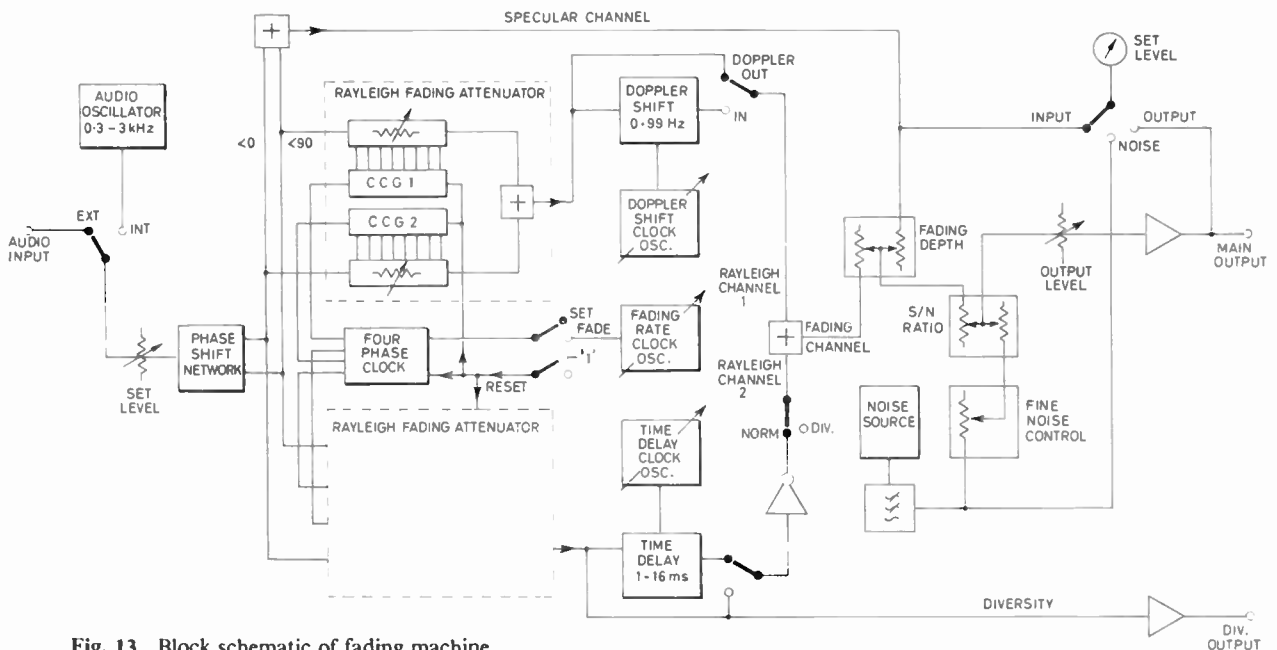 SPECULAR CHANNEL
SET
LEVEL
DOPPLER
OUT
AUDIO
OSCILLATOR
0·3 – 3 kHz
RAYLEIGH FADING ATTENUATOR
DOPPLER
SHIFT
0·99 Hz
IN
INPUT
OUTPUT
NOISE
<0
<90
CCG 1
CCG 2
EXT
INT
AUDIO
INPUT
DOPPLER
SHIFT
CLOCK
OSC.
FADING
DEPTH
OUTPUT
LEVEL
MAIN
OUTPUT
RAYLEIGH
CHANNEL
1
S/N
RATIO
SET
FADE
FADING
RATE
CLOCK
OSC.
FADING
CHANNEL
PHASE
SHIFT
NETWORK
SET
LEVEL
FOUR
PHASE
CLOCK
–'1'
RESET
RAYLEIGH
CHANNEL
2
RAYLEIGH FADING ATTENUATOR
TIME
DELAY
CLOCK
OSC.
NORM
DIV.
NOISE
SOURCE
FINE
NOISE
CONTROL
TIME
DELAY
1-16 ms
DIVERSITY
DIV.
OUTPUT
Fig. 13 Block schematic of fading machine